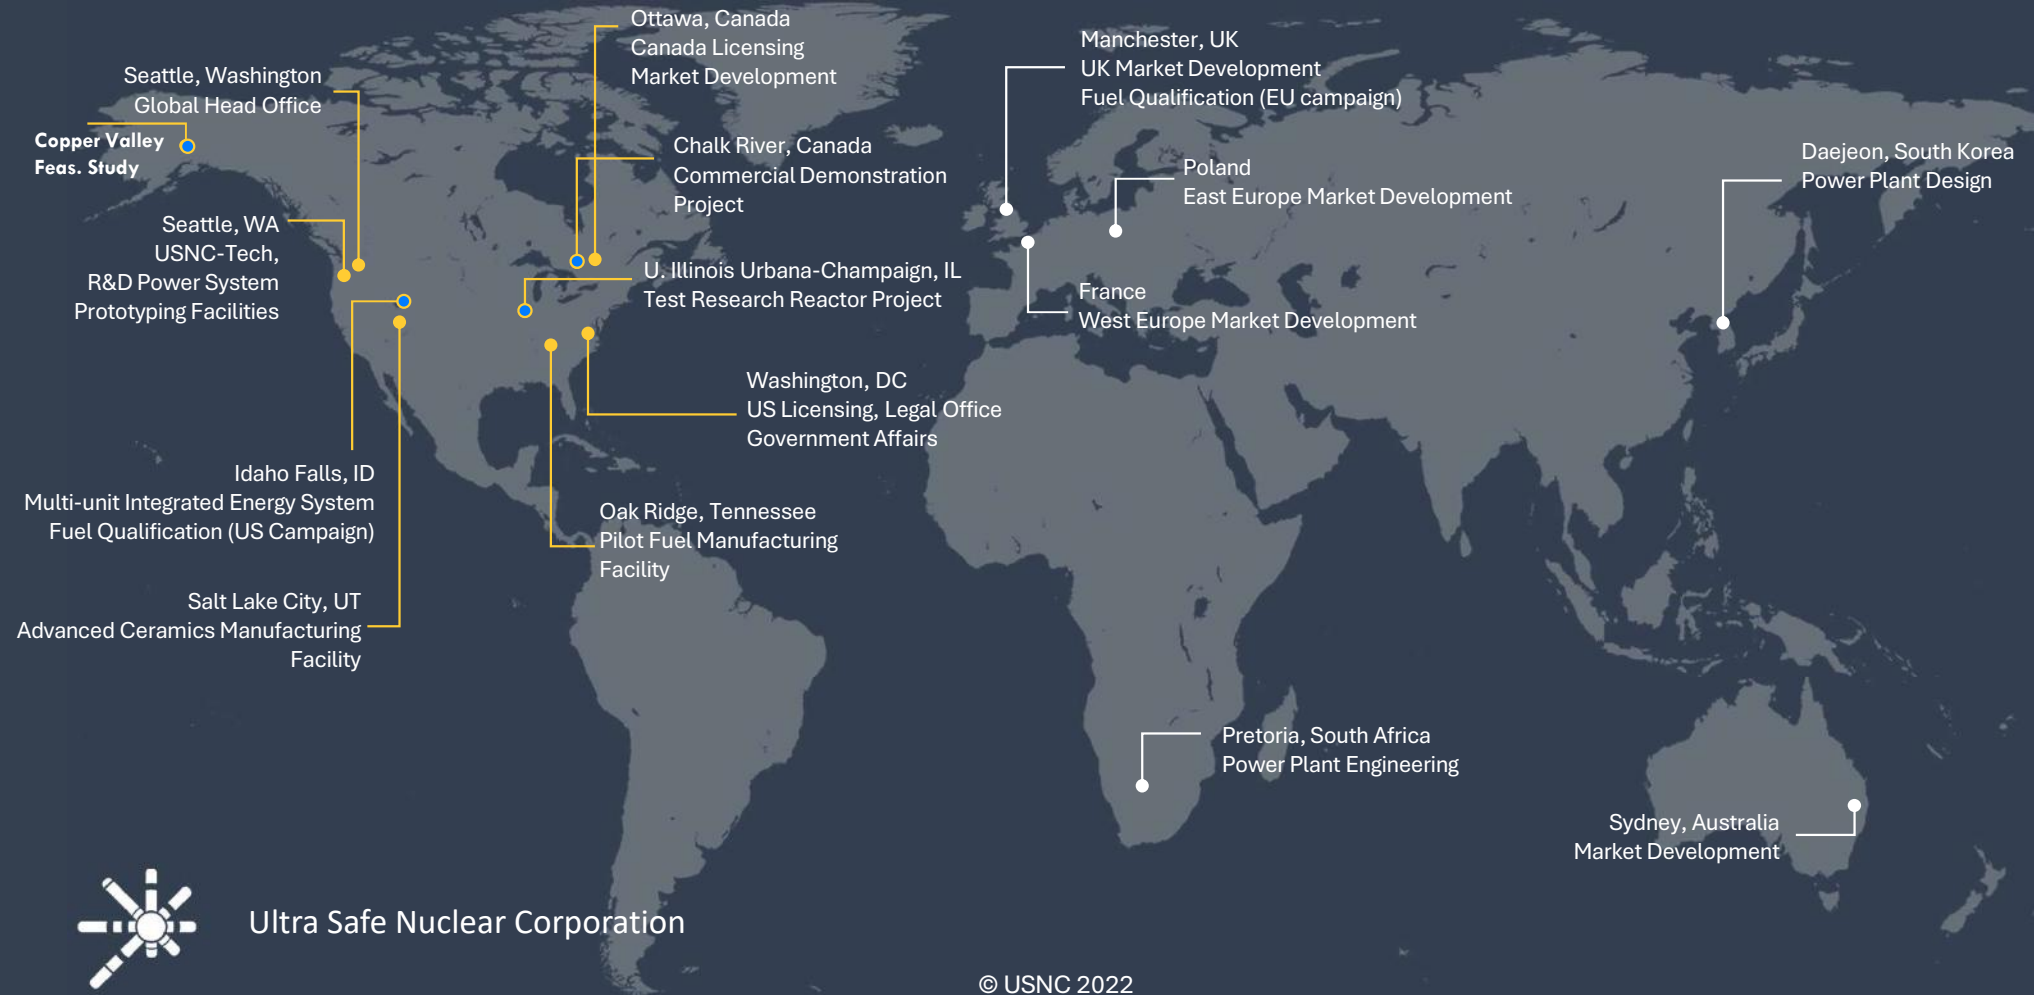 Ottawa, Canada
Canada Licensing
Market Development
Manchester, UK
UK Market Development
Fuel Qualification (EU campaign)
Seattle, Washington
Global Head Office
Copper Valley
Feas. Study
Chalk River, Canada
Commercial Demonstration
Project
Poland
East Europe Market Development
Daejeon, South Korea
Power Plant Design
Seattle, WA
USNC-Tech,
R&D Power System
Prototyping Facilities
U. Illinois Urbana-Champaign, IL
Test Research Reactor Project
France
West Europe Market Development
Washington, DC
US Licensing, Legal Office
Government Affairs
Idaho Falls, ID
Multi-unit Integrated Energy System
Fuel Qualification (US Campaign)
Oak Ridge, Tennessee
Pilot Fuel Manufacturing
Facility
Salt Lake City, UT
Advanced Ceramics Manufacturing
Facility
Pretoria, South Africa
Power Plant Engineering
Sydney, Australia
Market Development
Ultra Safe Nuclear Corporation
© USNC 2022